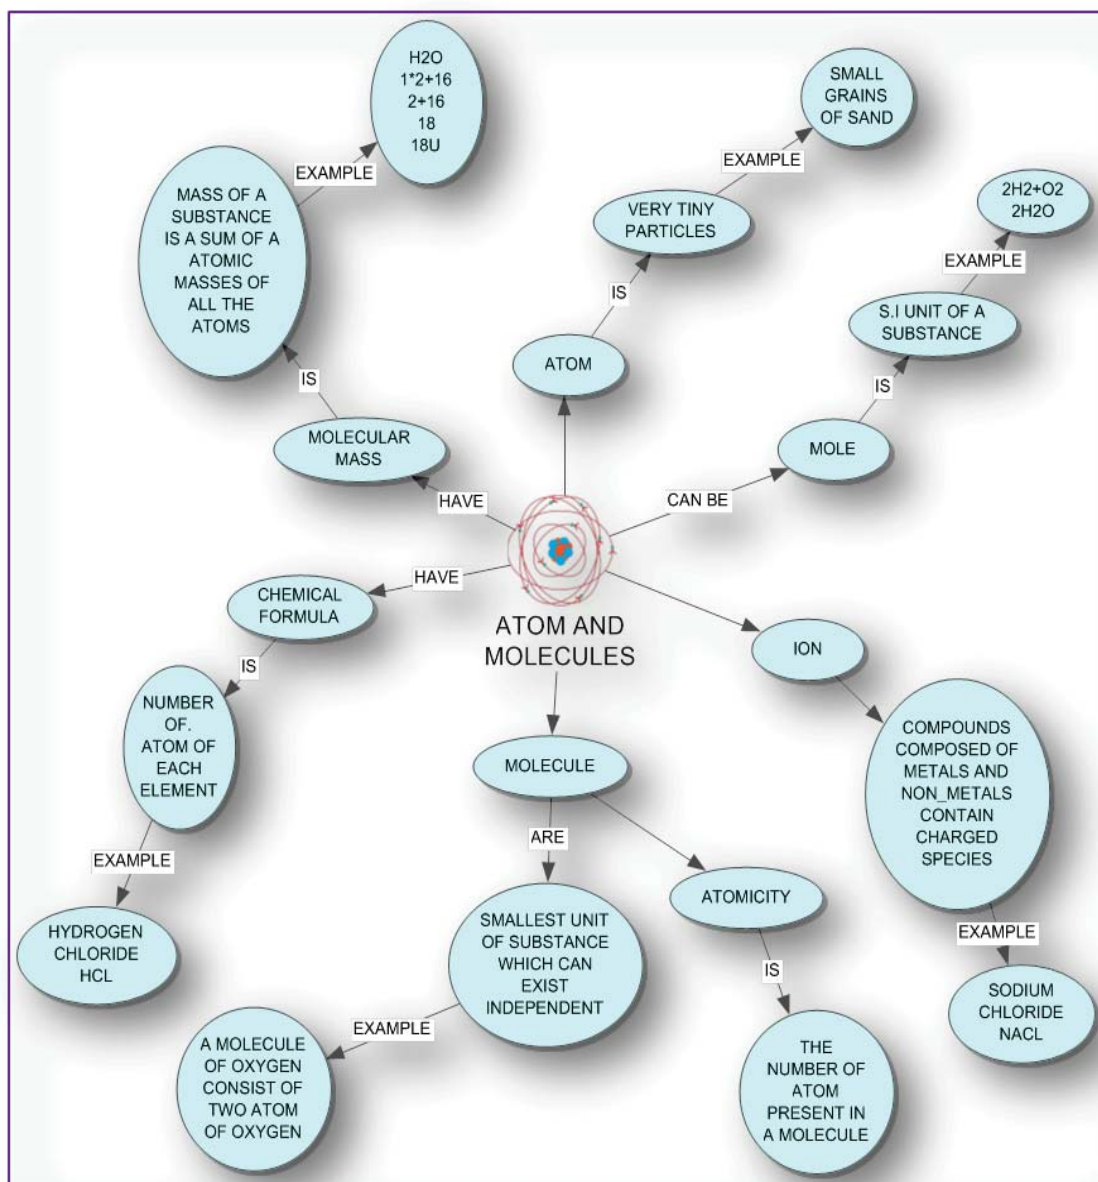 H2O
1*2+16
2+16
18
18U
EXAMPLE
MASS OF A
SUBSTANCE
IS A SUM OF A
ATOMIC
MASSES OF
ALL THE
ATOMS
IS
MOLECULAR
MASS
HAVE
SMALL
GRAINS
OF SAND
EXAMPLE
VERY TINY
PARTICLES
IS
ATOM
2H2+O2
2H2O
EXAMPLE
S.I UNIT OF A
SUBSTANCE
IS
MOLE
CAN BE
ATOM AND
MOLECULES
HAVE
CHEMICAL
FORMULA
IS
NUMBER
OF.
ATOM OF
EACH
ELEMENT
EXAMPLE
HYDROGEN
CHLORIDE
HCL
MOLECULE
ARE
SMALLEST UNIT
OF SUBSTANCE
WHICH CAN
EXIST
INDEPENDENT
EXAMPLE
A MOLECULE
OF OXYGEN
CONSIST OF
TWO ATOM
OF OXYGEN
ATOMICITY
IS
THE
NUMBER OF
ATOM
PRESENT IN
A MOLECULE
ION
COMPOUNDS
COMPOSED OF
METALS AND
NON_METALS
CONTAIN
CHARGED
SPECIES
EXAMPLE
SODIUM
CHLORIDE
NACL